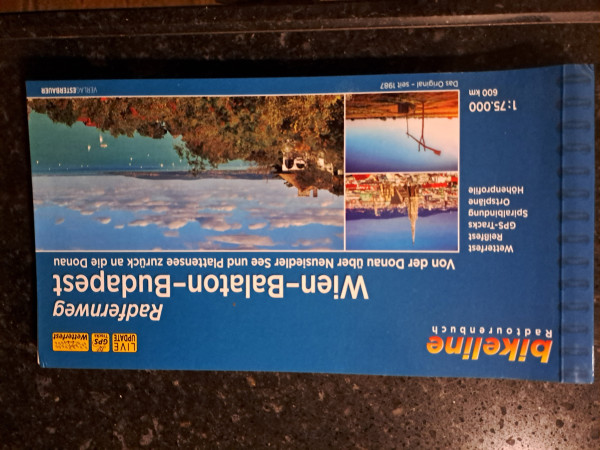 bikeline
Radtourenbuch
LIVE
UPDATE
GPS
Tracks
Wetterfest
Radfernweg
Wien-Balaton-Budapest
Von der Donau über Neusiedler See und Plattensee zurück an die Donau
Wetterfest
Reißfest
GPS-Tracks
Spiralbindung
Ortspläne
Höhenprofile
1:75.000
600 km
Das Original – seit 1987
VERLAG ESTERBAUER